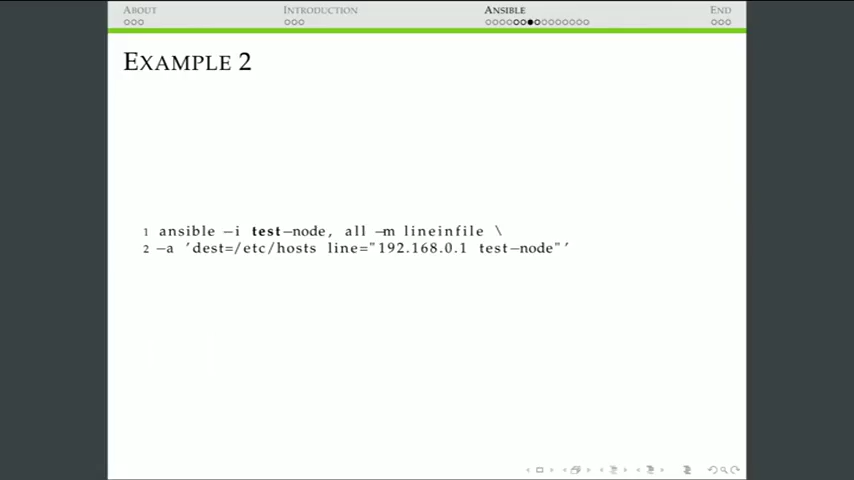 ABOUT INTRODUCTION ANSIBLE END
EXAMPLE 2
1 ansible −i test−node, all −m lineinfile \
2 −a 'dest=/etc/hosts line="192.168.0.1 test−node"'